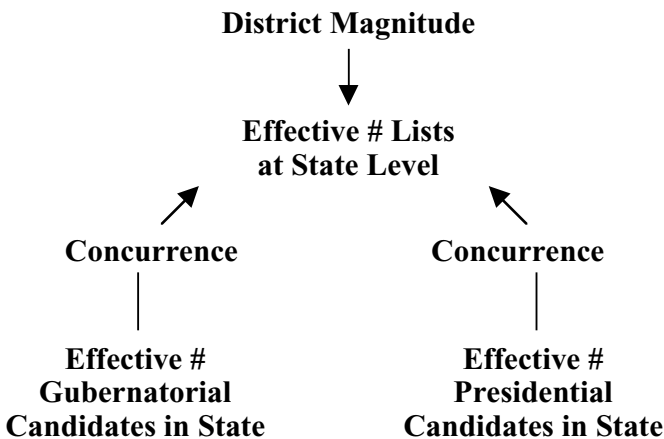 District Magnitude
Effective # Lists
at State Level
Concurrence
Concurrence
Effective #
Gubernatorial
Candidates in State
Effective #
Presidential
Candidates in State